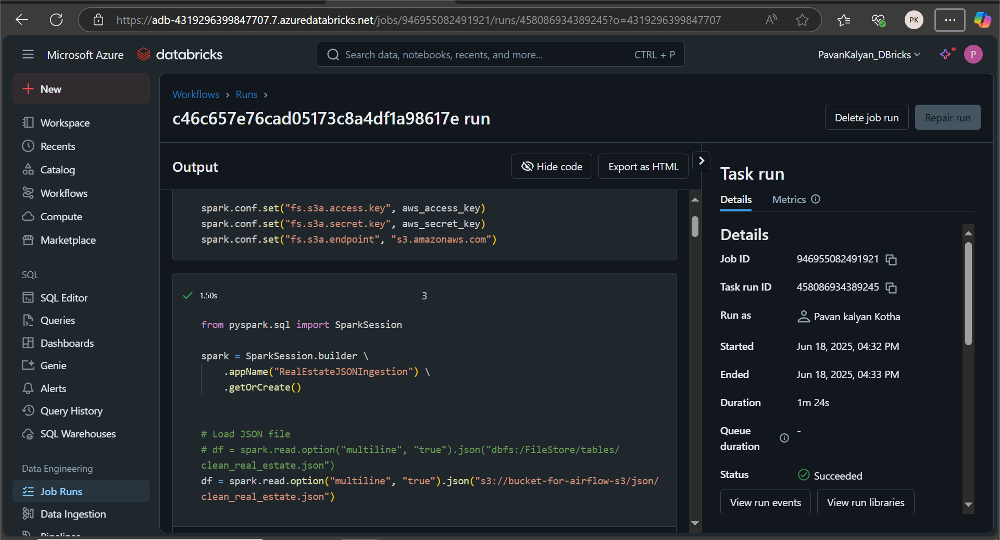 https://adb-4319296399847707.7.azuredatabricks.net/jobs/946955082491921/runs/458086934389245?o=4319296399847707
PK
Microsoft Azure
databricks
Search data, notebooks, recents, and more...
CTRL + P
PavanKalyan_DBricks
P
New
Workspace
Recents
Catalog
Workflows
Compute
Marketplace
SQL
SQL Editor
Queries
Dashboards
Genie
Alerts
Query History
SQL Warehouses
Data Engineering
Job Runs
Data Ingestion
Pipelines
Workflows > Runs >
c46c657e76cad05173c8a4df1a98617e run
Delete job run
Repair run
Output
Hide code
Export as HTML
spark.conf.set("fs.s3a.access.key", aws_access_key)
spark.conf.set("fs.s3a.secret.key", aws_secret_key)
spark.conf.set("fs.s3a.endpoint", "s3.amazonaws.com")
1.50s
3
from pyspark.sql import SparkSession
spark = SparkSession.builder \
.appName("RealEstateJSONIngestion") \
.getOrCreate()
# Load JSON file
# df = spark.read.option("multiline", "true").json("dbfs:/FileStore/tables/
clean_real_estate.json")
df = spark.read.option("multiline", "true").json("s3://bucket-for-airflow-s3/json/
clean_real_estate.json")
Task run
Details
Metrics
Details
Job ID 946955082491921
Task run ID 458086934389245
Run as Pavan kalyan Kotha
Started Jun 18, 2025, 04:32 PM
Ended Jun 18, 2025, 04:33 PM
Duration 1m 24s
Queue duration -
Status Succeeded
View run events
View run libraries